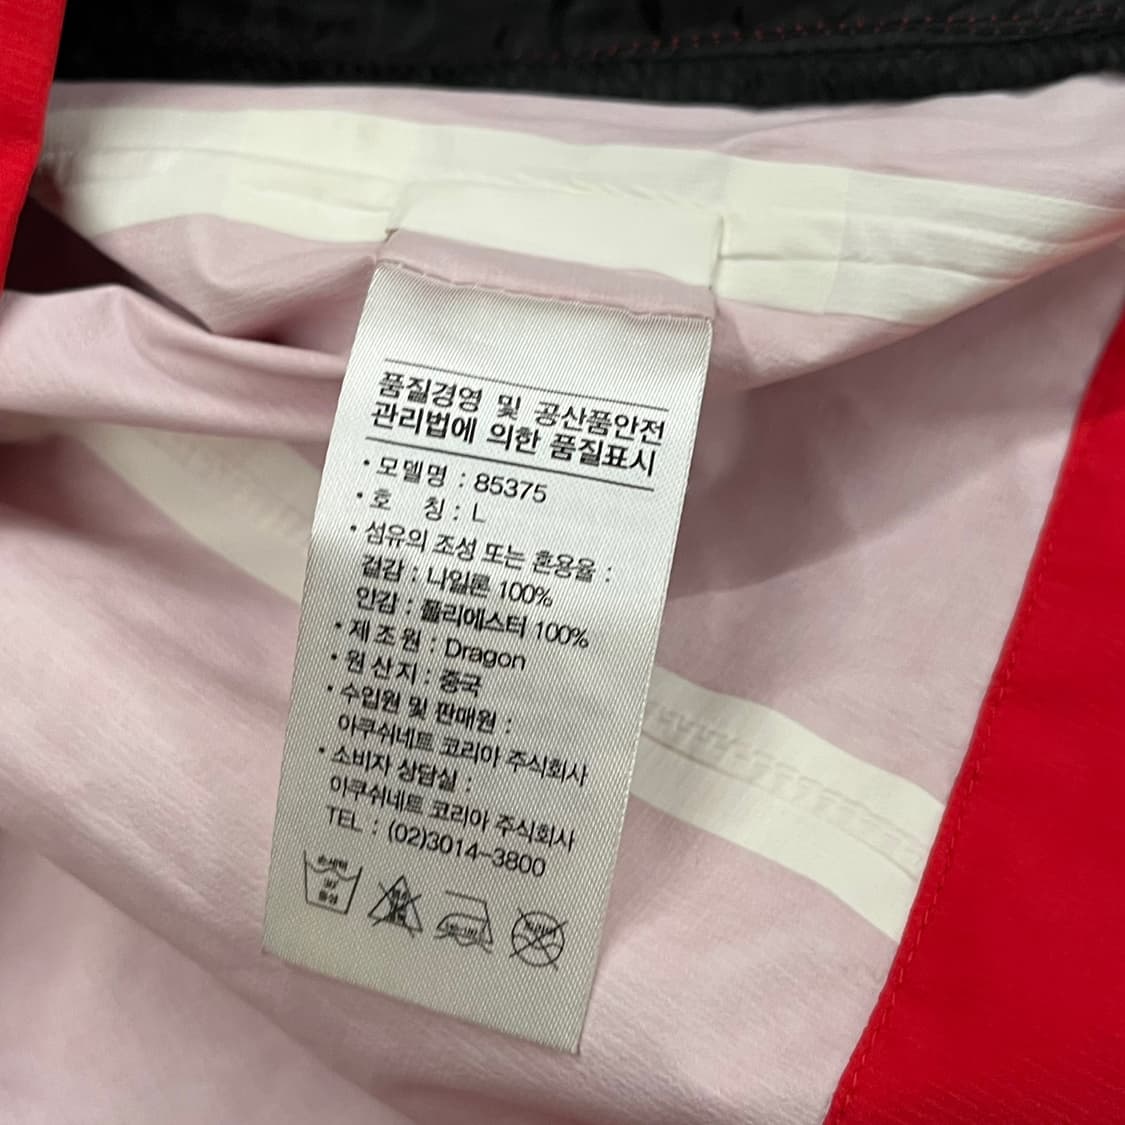 품질경영 및 공산품안전
관리법에 의한 품질표시
• 모델명 : 85375
• 호 칭 : L
• 섬유의 조성 또는 혼용율 :
겉감 : 나일론 100%
안감 : 폴리에스터 100%
• 제조원 : Dragon
• 원산지 : 중국
• 수입원 및 판매원 :
아쿠쉬네트 코리아 주식회사
• 소비자 상담실 :
아쿠쉬네트 코리아 주식회사
TEL : (02)3014-3800
손세탁
중성